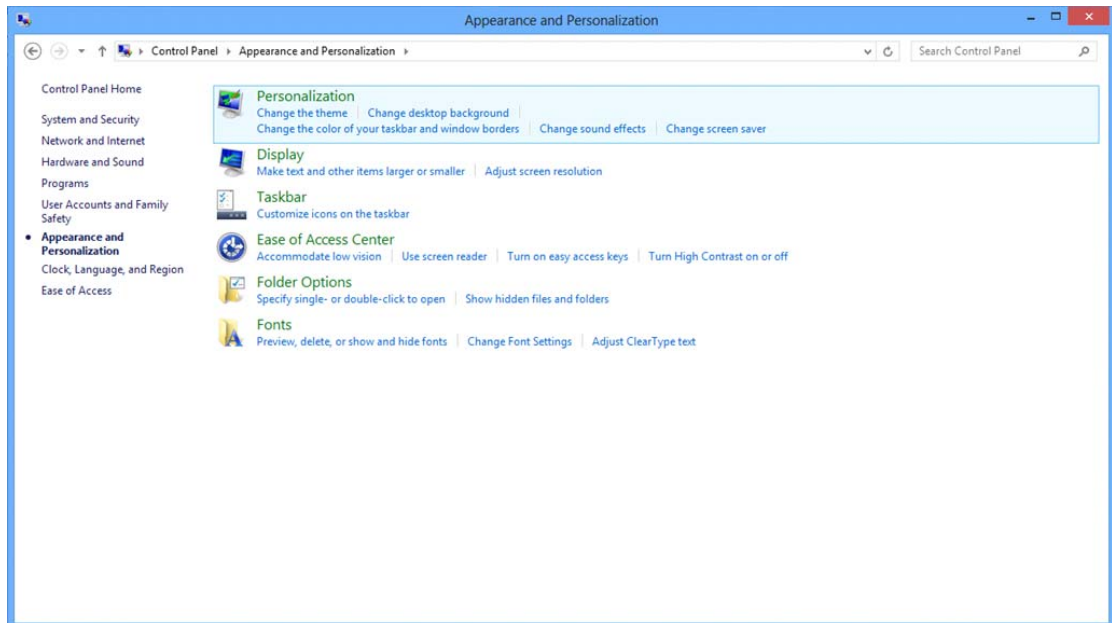 Appearance and Personalization
Control Panel Appearance and Personalization
Search Control Panel
Control Panel Home
System and Security
Network and Internet
Hardware and Sound
Programs
User Accounts and Family
Safety
Appearance and
Personalization
Clock, Language, and Region
Ease of Access
Personalization
Change the theme Change desktop background
Change the color of your taskbar and window borders Change sound effects Change screen saver
Display
Make text and other items larger or smaller Adjust screen resolution
Taskbar
Customize icons on the taskbar
Ease of Access Center
Accommodate low vision Use screen reader Turn on easy access keys Turn High Contrast on or off
Folder Options
Specify single- or double-click to open Show hidden files and folders
Fonts
Preview, delete, or show and hide fonts Change Font Settings Adjust ClearType text